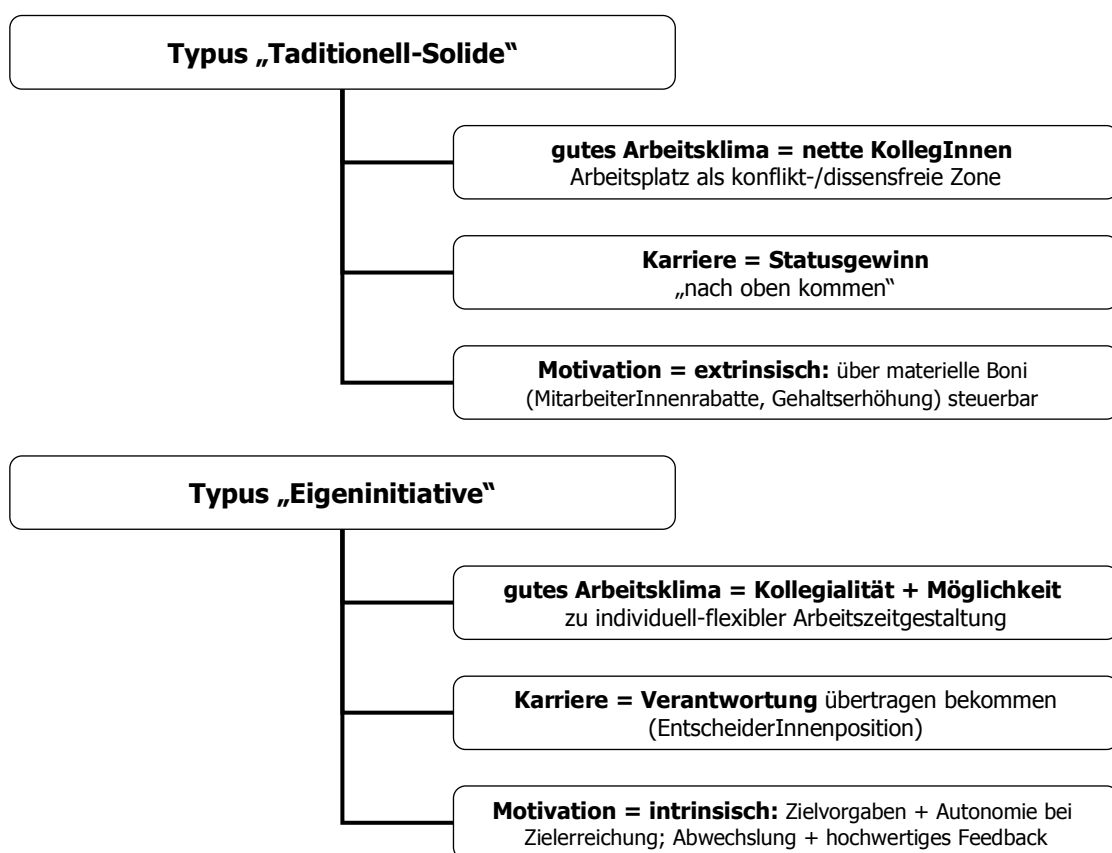 Typus „Taditionell-Solide“
gutes Arbeitsklima = nette KollegInnen
Arbeitsplatz als konflikt-/dissensfreie Zone
Karriere = Statusgewinn
„nach oben kommen“
Motivation = extrinsisch: über materielle Boni
(MitarbeiterInnenrabatte, Gehaltserhöhung) steuerbar
Typus „Eigeninitiative“
gutes Arbeitsklima = Kollegialität + Möglichkeit
zu individuell-flexibler Arbeitszeitgestaltung
Karriere = Verantwortung übertragen bekommen
(EntscheiderInnenposition)
Motivation = intrinsisch: Zielvorgaben + Autonomie bei
Zielerreichung; Abwechslung + hochwertiges Feedback